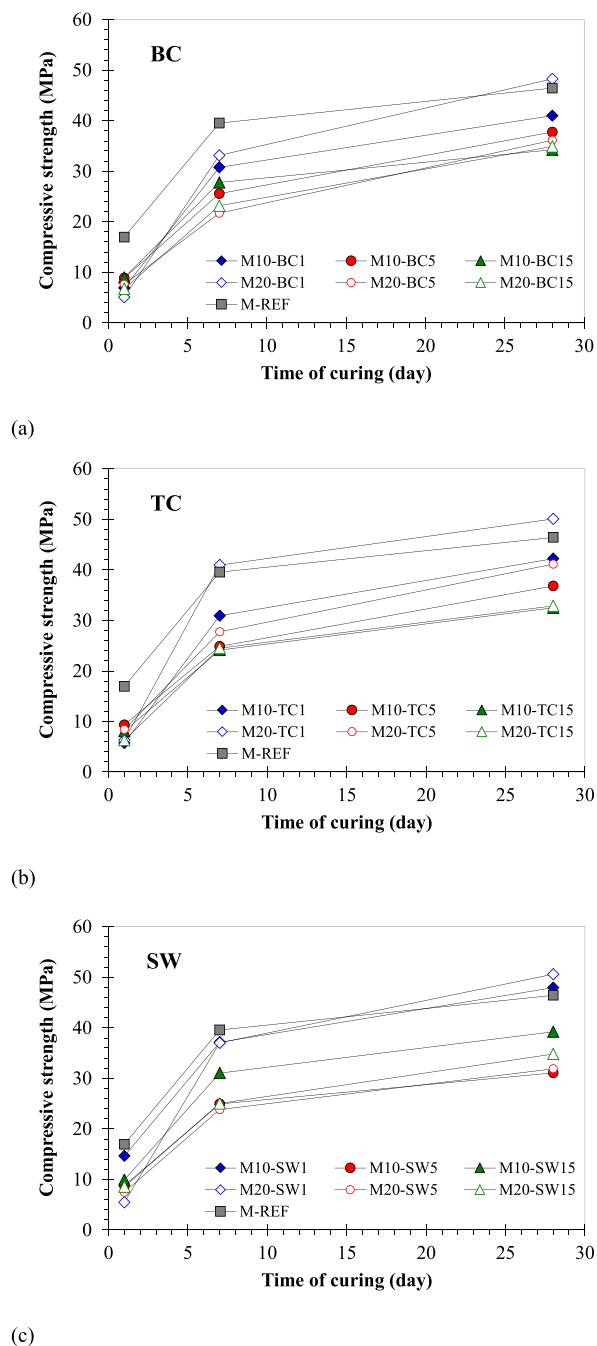 BC
Compressive strength (MPa)
60
50
40
30
20
10
0
M10-BC1 M10-BC5 M10-BC15
M20-BC1 M20-BC5 M20-BC15
M-REF
0 5 10 15 20 25 30
Time of curing (day)
(a)
TC
Compressive strength (MPa)
60
50
40
30
20
10
0
M10-TC1 M10-TC5 M10-TC15
M20-TC1 M20-TC5 M20-TC15
M-REF
0 5 10 15 20 25 30
Time of curing (day)
(b)
SW
Compressive strength (MPa)
60
50
40
30
20
10
0
M10-SW1 M10-SW5 M10-SW15
M20-SW1 M20-SW5 M20-SW15
M-REF
0 5 10 15 20 25 30
Time of curing (day)
(c)